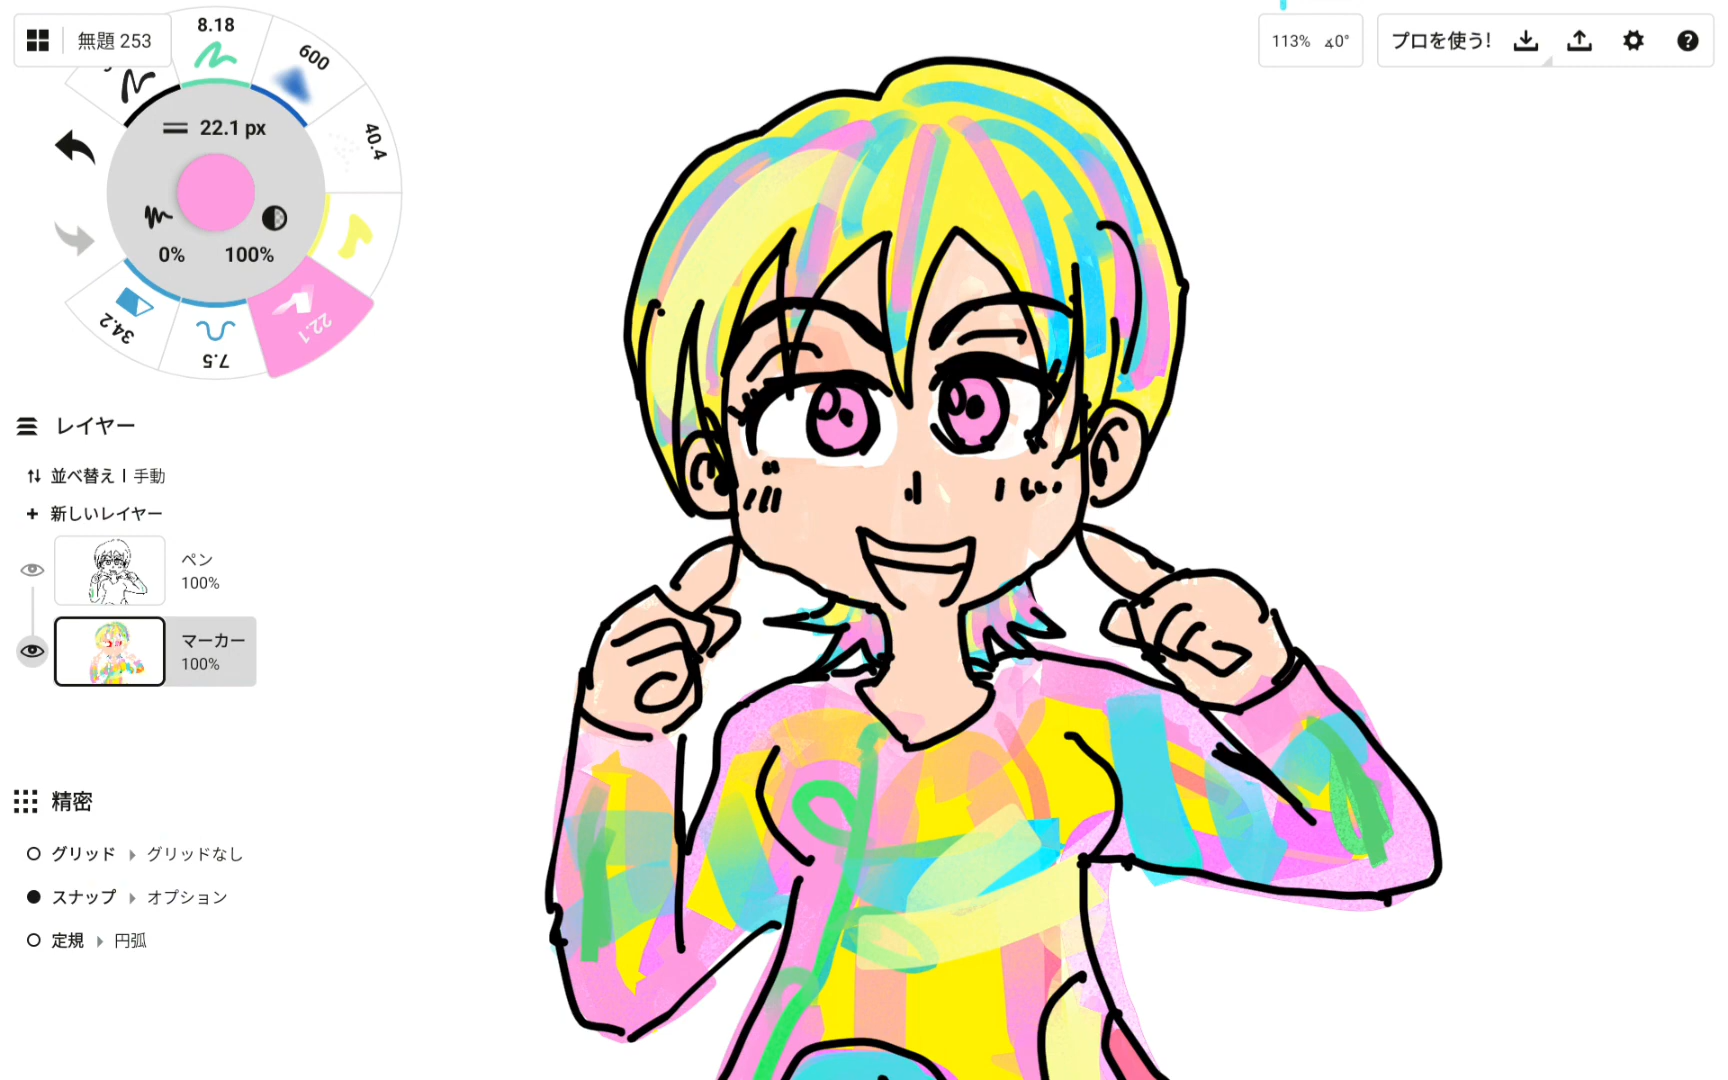 無題 253
8.18
600
40.4
22.1
7.5
34.2
22.1 px
0%
100%
113% ∡0°
プロを使う!
レイヤー
並べ替え | 手動
+ 新しいレイヤー
ペン
100%
マーカー
100%
精密
グリッド ▸ グリッドなし
スナップ ▸ オプション
定規 ▸ 円弧